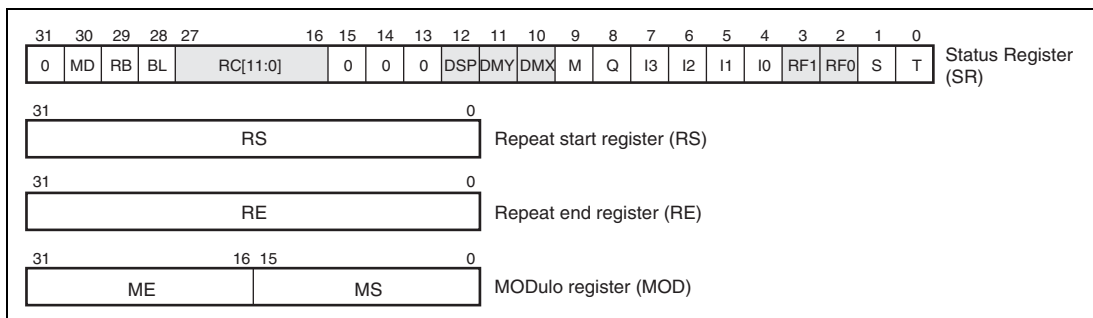 31 30 29 28 27 16 15 14 13 12 11 10 9 8 7 6 5 4 3 2 1 0
0 MD RB BL RC[11:0] 0 0 0 DSP DMY DMX M Q I3 I2 I1 I0 RF1 RF0 S T
Status Register
(SR)
31 0
RS Repeat start register (RS)
31 0
RE Repeat end register (RE)
31 16 15 0
ME MS MODulo register (MOD)